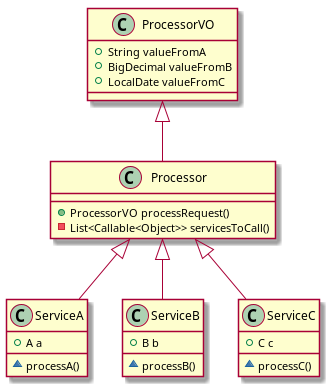 C ProcessorVO
String valueFromA
BigDecimal valueFromB
LocalDate valueFromC
C Processor
ProcessorVO processRequest()
List<Callable<Object>> servicesToCall()
C ServiceA
A a
processA()
C ServiceB
B b
processB()
C ServiceC
C c
processC()